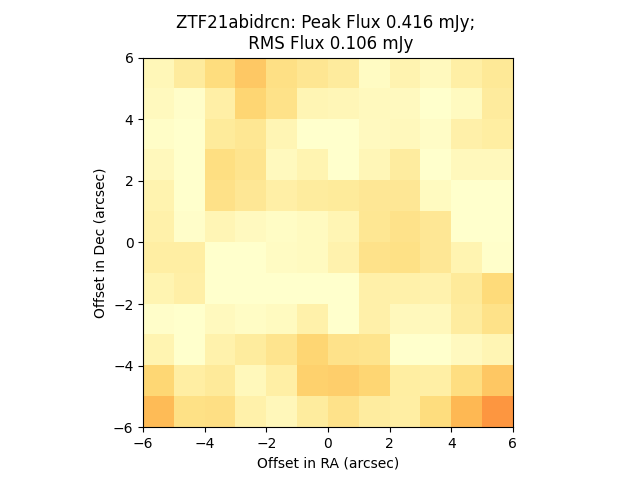 ZTF21abidrcn: Peak Flux 0.416 mJy;
RMS Flux 0.106 mJy
6
4
2
0
−2
−4
−6
Offset in Dec (arcsec)
−6 −4 −2 0 2 4 6
Offset in RA (arcsec)